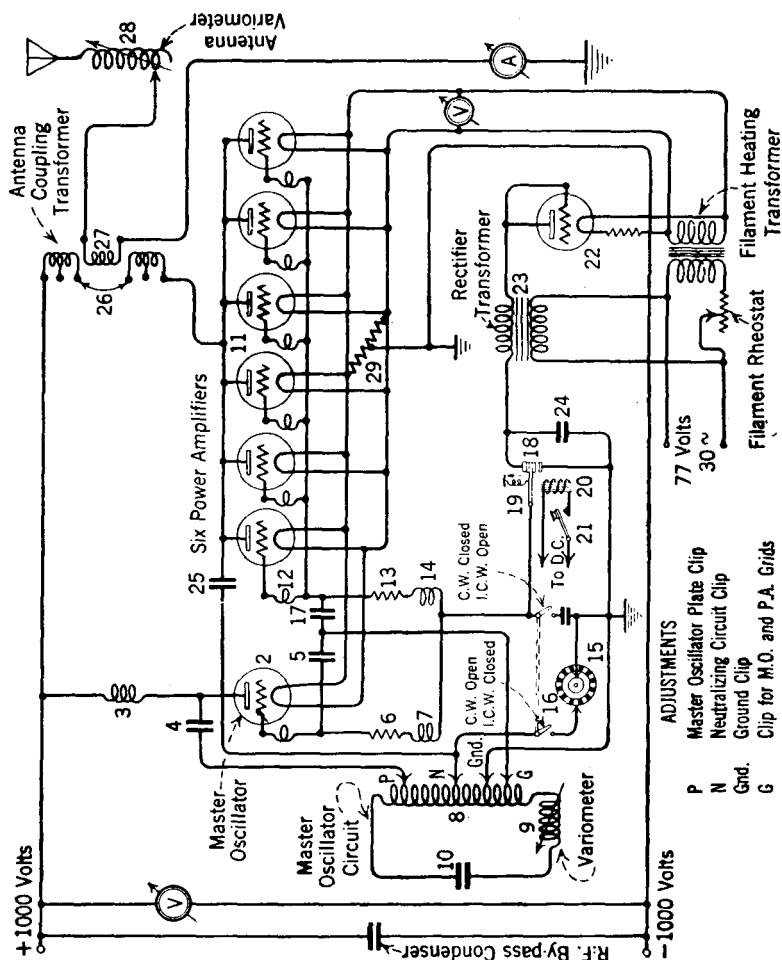 +1000 Volts
-1000 Volts
R.F. By-pass Condenser
V
Master
Oscillator
Master
Oscillator
Circuit
Variometer
P
N
Gnd.
G
2
3
4
5
6
7
8
9
10
Six Power Amplifiers
11
12
13
14
15
16
17
18
19
20
21
22
23
24
25
26
27
28
29
Antenna
Coupling
Transformer
Antenna
Variometer
A
V
Rectifier
Transformer
Filament Heating
Transformer
Filament Rheostat
77 Volts
30 ~
To D.C.
C.W. Closed
I.C.W. Open
C.W. Open
I.C.W. Closed
ADJUSTMENTS
P Master Oscillator Plate Clip
N Neutralizing Circuit Clip
Gnd. Ground Clip
G Clip for M.O. and P.A. Grids